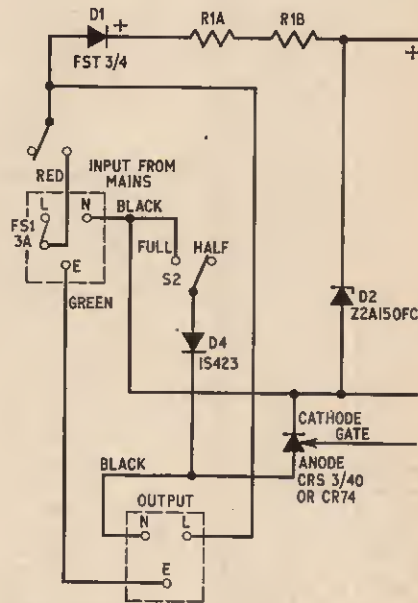 D1
+
FST 3/4
R1A
R1B
+
RED
INPUT FROM
MAINS
L
N
BLACK
FS1
3A
E
FULL
HALF
S2
GREEN
D4
IS423
D2
Z2A150FC
CATHODE
GATE
ANODE
CRS 3/40
OR CR74
BLACK
OUTPUT
N
L
E